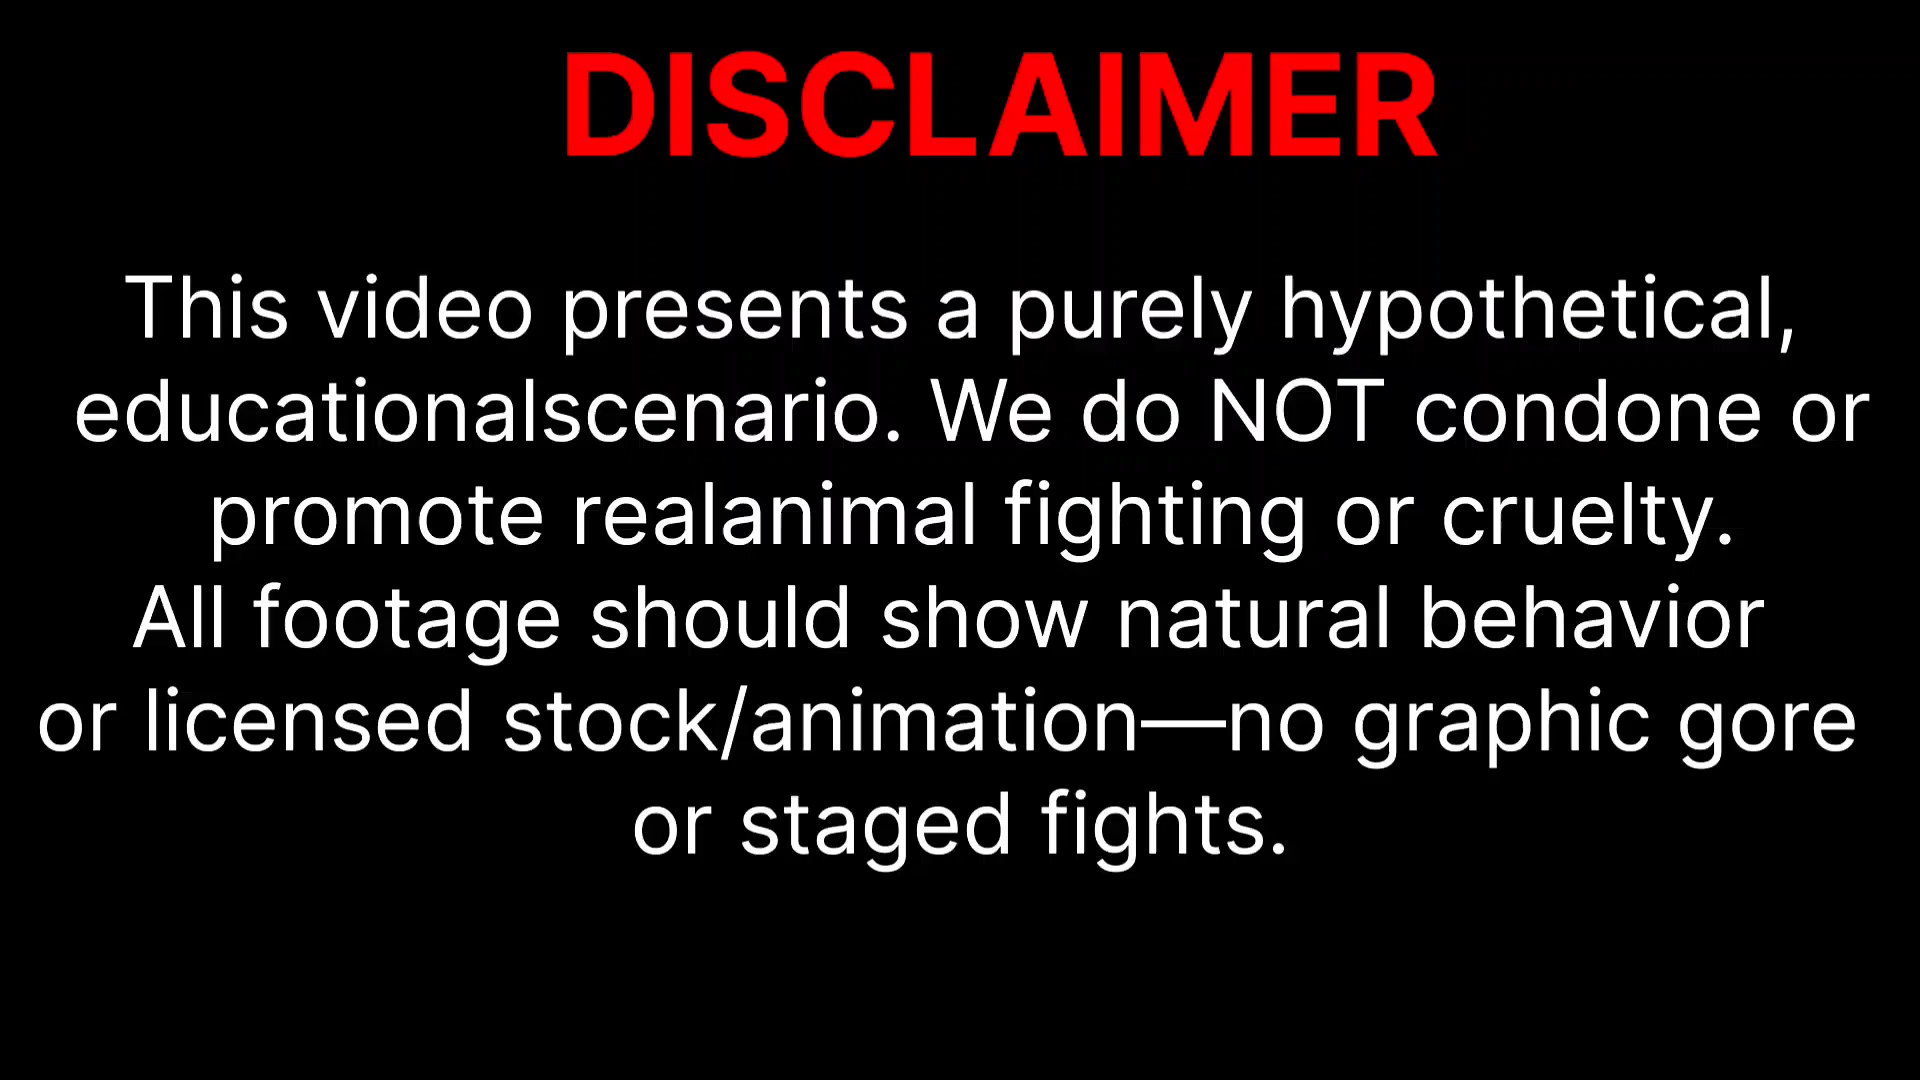 DISCLAIMER
This video presents a purely hypothetical,
educationalscenario. We do NOT condone or
promote realanimal fighting or cruelty.
All footage should show natural behavior
or licensed stock/animation—no graphic gore
or staged fights.